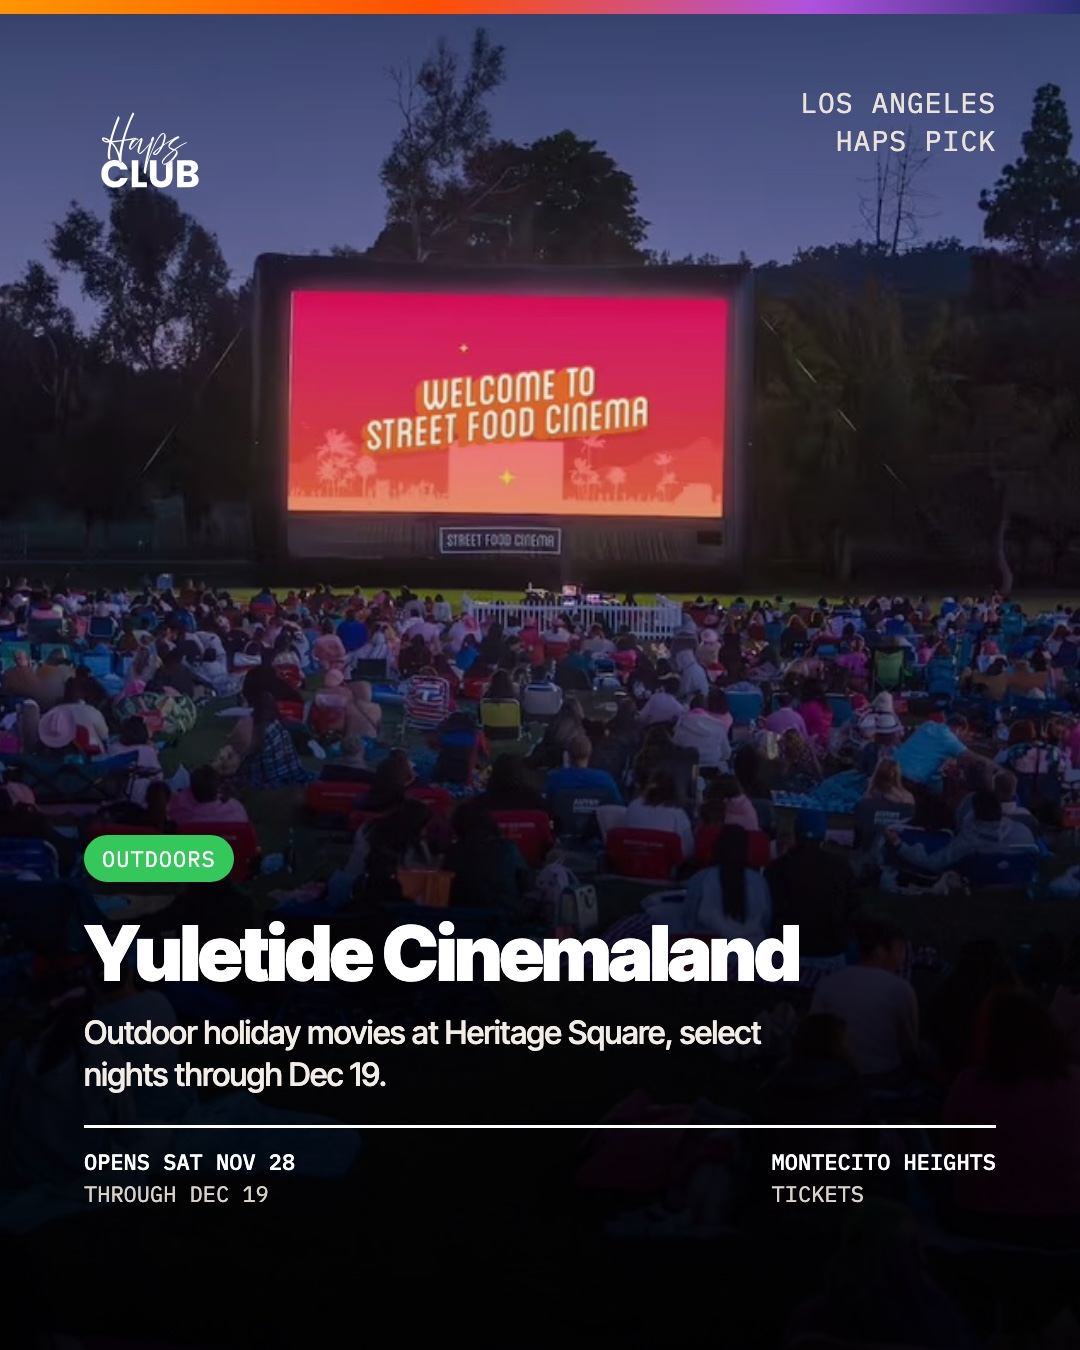 LOS ANGELES
HAPS PICK
Haps
CLUB
WELCOME TO
STREET FOOD CINEMA
STREET FOOD CINEMA
OUTDOORS
Yuletide Cinemaland
Outdoor holiday movies at Heritage Square, select
nights through Dec 19.
OPENS SAT NOV 28
THROUGH DEC 19
MONTECITO HEIGHTS
TICKETS